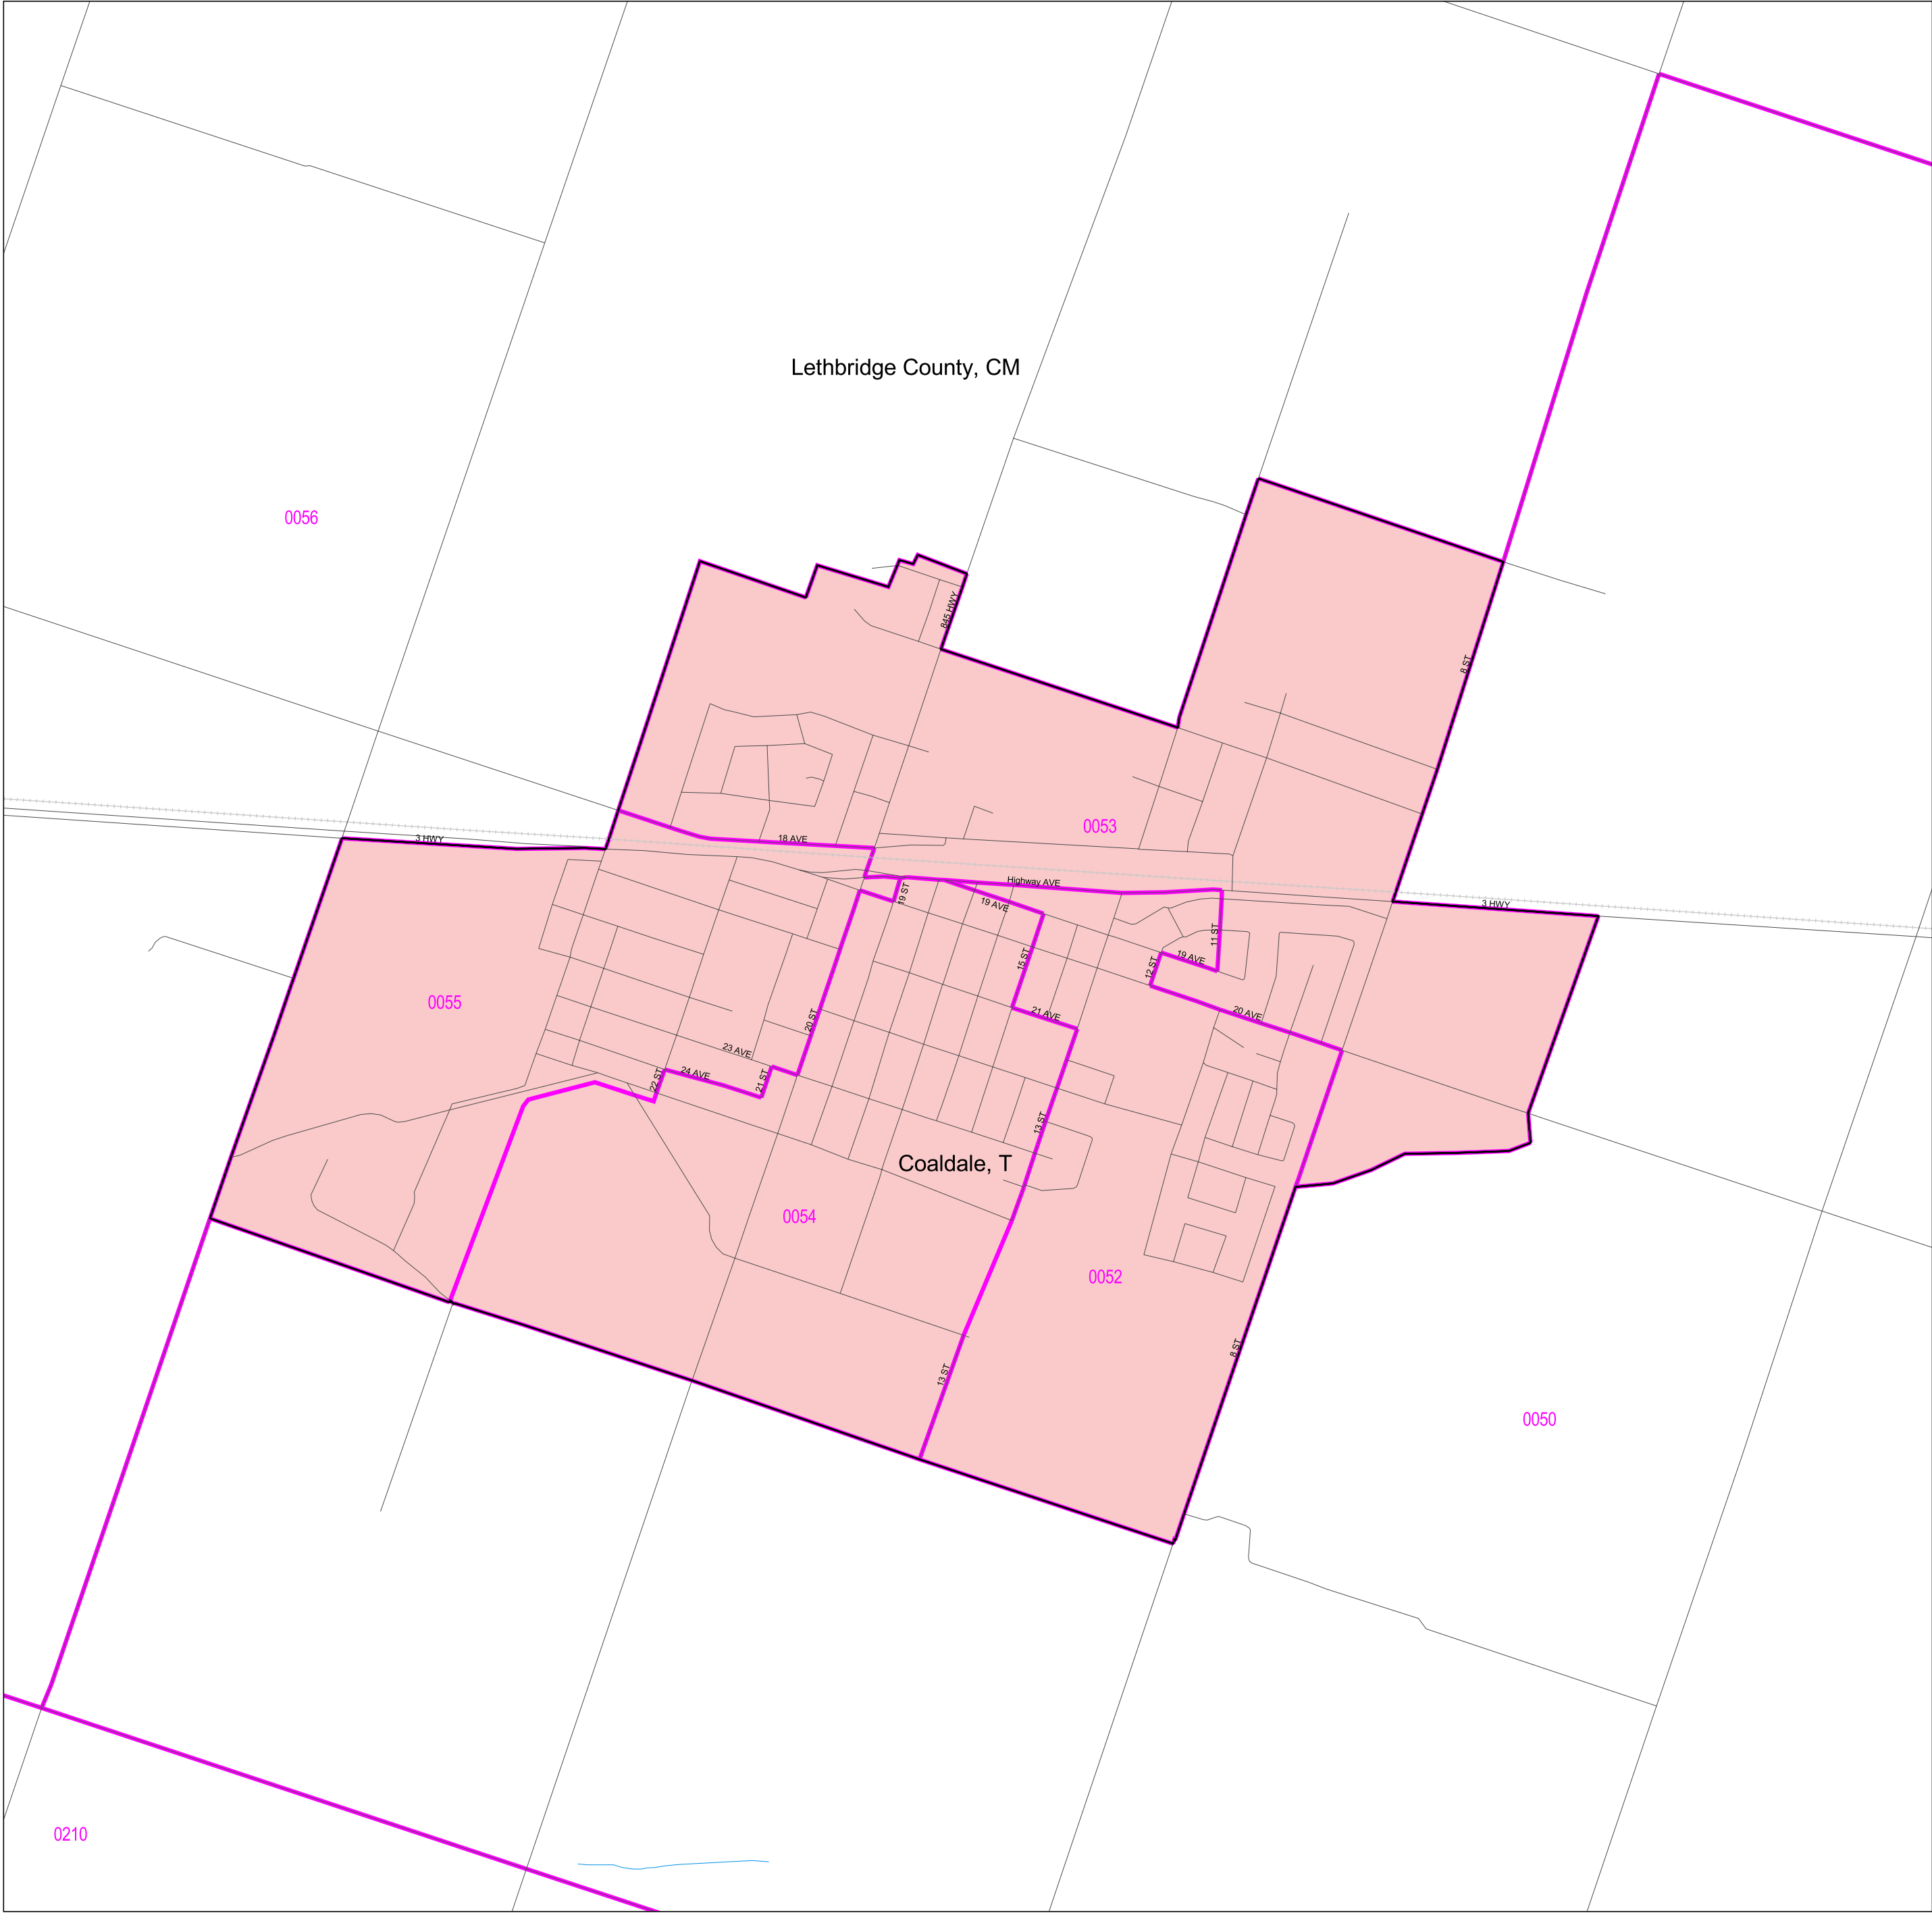 Lethbridge County, CM
0056
845 HWY
8 ST
0053
18 AVE
3 HWY
Highway AVE
19 ST
19 AVE
3 HWY
11 ST
15 ST
19 AVE
12 ST
0055
20 ST
21 AVE
20 AVE
23 AVE
24 AVE
22 ST
21 ST
13 ST
Coaldale, T
0054
0052
8 ST
13 ST
0050
0210